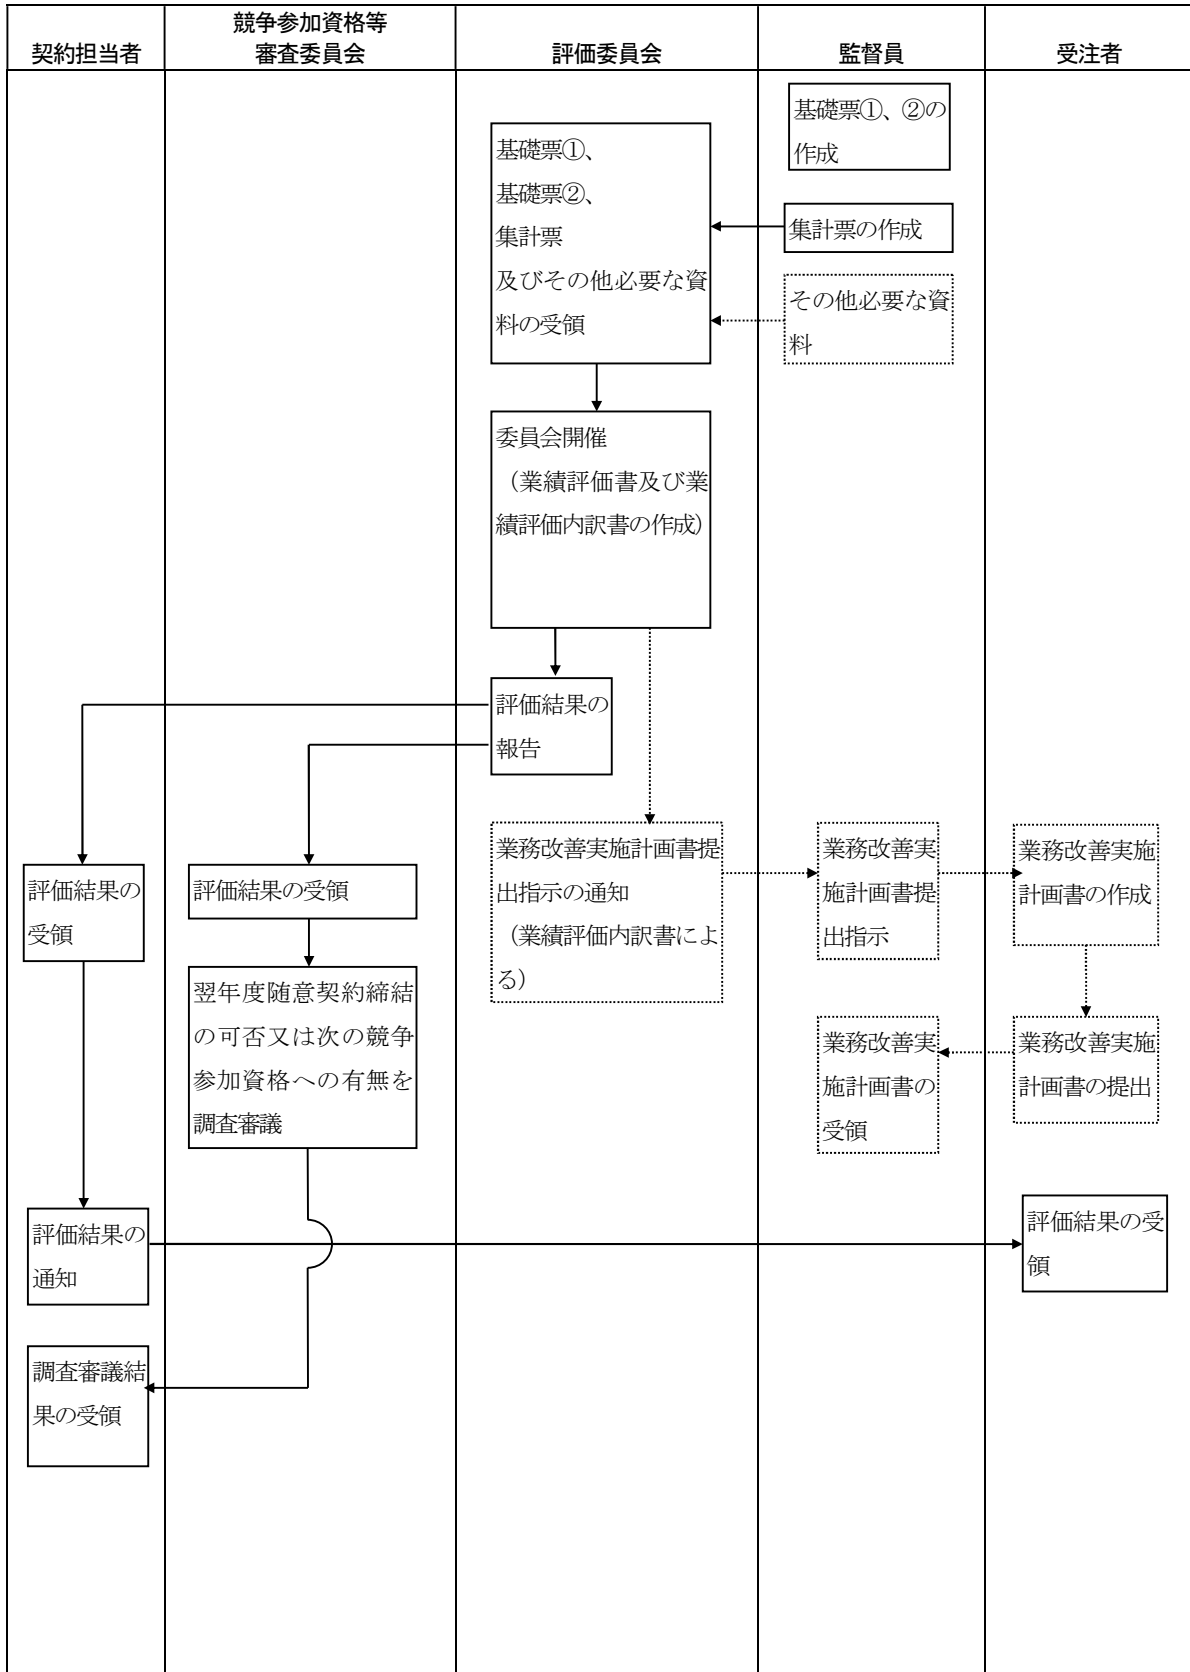 契約担当者
競争参加資格等
審査委員会
評価委員会
監督員
受注者
基礎票①、②の
作成
基礎票①、
基礎票②、
集計票
及びその他必要な資
料の受領
集計票の作成
その他必要な資
料
委員会開催
（業績評価書及び業
績評価内訳書の作成）
評価結果の
報告
評価結果の
受領
評価結果の受領
業務改善実施計画書提
出指示の通知
（業績評価内訳書によ
る）
業務改善実
施計画書提
出指示
業務改善実施
計画書の作成
翌年度随意契約締結
の可否又は次の競争
参加資格への有無を
調査審議
業務改善実
施計画書の
受領
業務改善実施
計画書の提出
評価結果の
通知
評価結果の受
領
調査審議結
果の受領